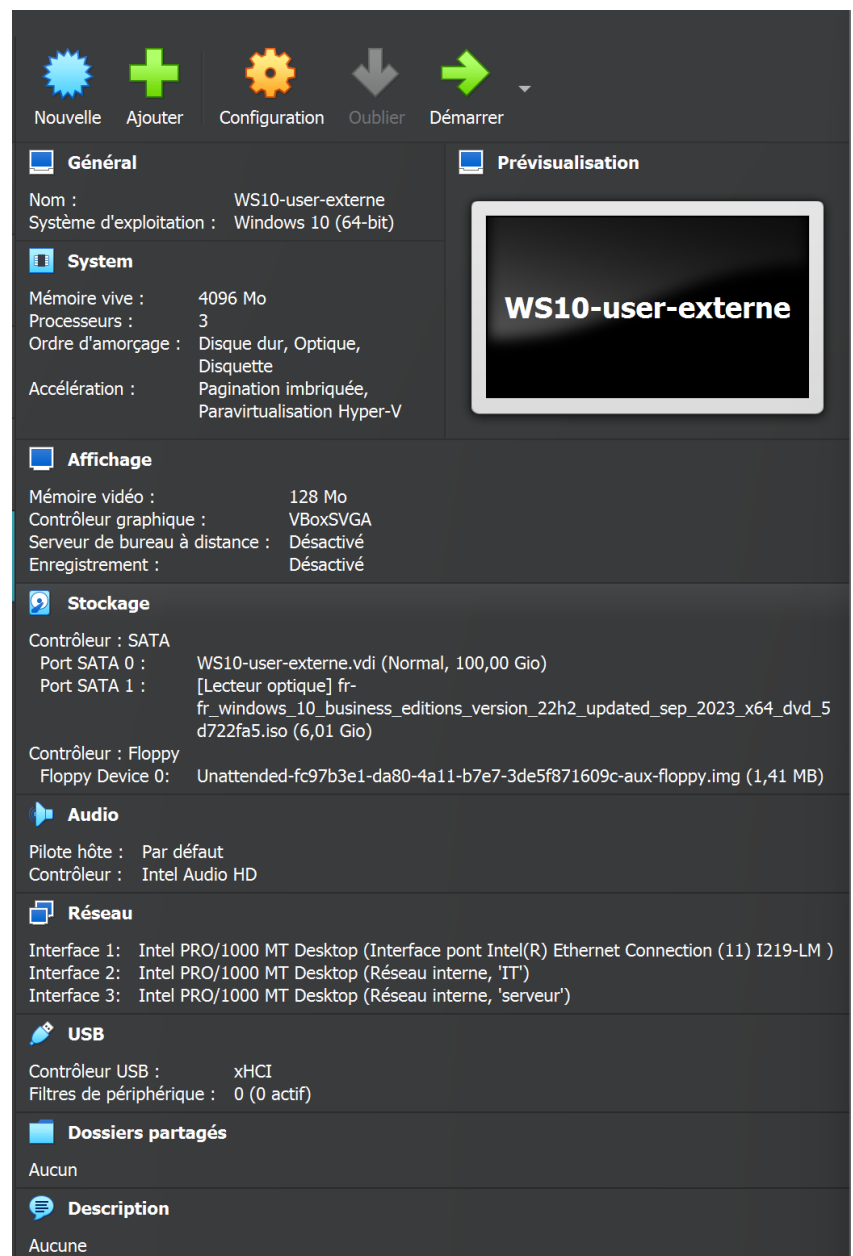 Nouvelle Ajouter Configuration Oublier Démarrer
Général
Nom : WS10-user-externe
Système d'exploitation : Windows 10 (64-bit)
Prévisualisation
WS10-user-externe
System
Mémoire vive : 4096 Mo
Processeurs : 3
Ordre d'amorçage : Disque dur, Optique,
Disquette
Accélération : Pagination imbriquée,
Paravirtualisation Hyper-V
Affichage
Mémoire vidéo : 128 Mo
Contrôleur graphique : VBoxSVGA
Serveur de bureau à distance : Désactivé
Enregistrement : Désactivé
Stockage
Contrôleur : SATA
Port SATA 0 : WS10-user-externe.vdi (Normal, 100,00 Gio)
Port SATA 1 : [Lecteur optique] fr-
fr_windows_10_business_editions_version_22h2_updated_sep_2023_x64_dvd_5
d722fa5.iso (6,01 Gio)
Contrôleur : Floppy
Floppy Device 0: Unattended-fc97b3e1-da80-4a11-b7e7-3de5f871609c-aux-floppy.img (1,41 MB)
Audio
Pilote hôte : Par défaut
Contrôleur : Intel Audio HD
Réseau
Interface 1: Intel PRO/1000 MT Desktop (Interface pont Intel(R) Ethernet Connection (11) I219-LM )
Interface 2: Intel PRO/1000 MT Desktop (Réseau interne, 'IT')
Interface 3: Intel PRO/1000 MT Desktop (Réseau interne, 'serveur')
USB
Contrôleur USB : xHCI
Filtres de périphérique : 0 (0 actif)
Dossiers partagés
Aucun
Description
Aucune